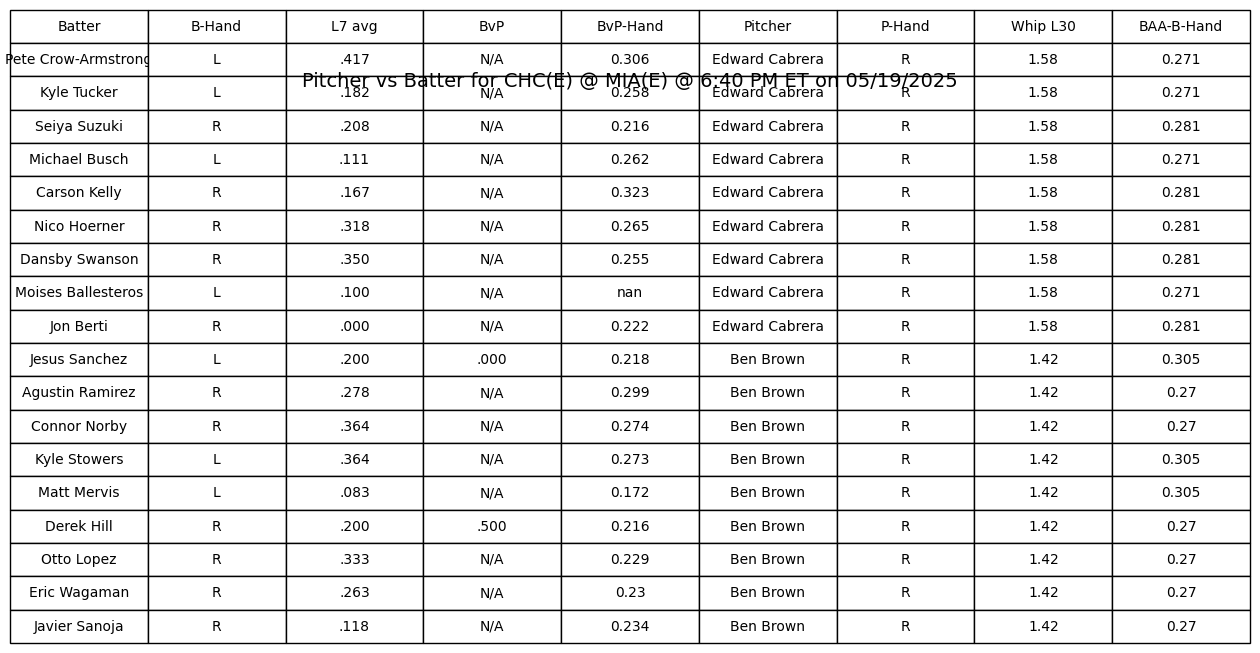 Batter B-Hand L7 avg BvP BvP-Hand Pitcher P-Hand Whip L30 BAA-B-Hand
Pete Crow-Armstrong L .417 N/A 0.306 Edward Cabrera R 1.58 0.271
Pitcher vs Batter for CHC(E) @ MIA(E) @ 6:40 PM ET on 05/19/2025
Kyle Tucker L .182 N/A 0.258 Edward Cabrera R 1.58 0.271
Seiya Suzuki R .208 N/A 0.216 Edward Cabrera R 1.58 0.281
Michael Busch L .111 N/A 0.262 Edward Cabrera R 1.58 0.271
Carson Kelly R .167 N/A 0.323 Edward Cabrera R 1.58 0.281
Nico Hoerner R .318 N/A 0.265 Edward Cabrera R 1.58 0.281
Dansby Swanson R .350 N/A 0.255 Edward Cabrera R 1.58 0.281
Moises Ballesteros L .100 N/A nan Edward Cabrera R 1.58 0.271
Jon Berti R .000 N/A 0.222 Edward Cabrera R 1.58 0.281
Jesus Sanchez L .200 .000 0.218 Ben Brown R 1.42 0.305
Agustin Ramirez R .278 N/A 0.299 Ben Brown R 1.42 0.27
Connor Norby R .364 N/A 0.274 Ben Brown R 1.42 0.27
Kyle Stowers L .364 N/A 0.273 Ben Brown R 1.42 0.305
Matt Mervis L .083 N/A 0.172 Ben Brown R 1.42 0.305
Derek Hill R .200 .500 0.216 Ben Brown R 1.42 0.27
Otto Lopez R .333 N/A 0.229 Ben Brown R 1.42 0.27
Eric Wagaman R .263 N/A 0.23 Ben Brown R 1.42 0.27
Javier Sanoja R .118 N/A 0.234 Ben Brown R 1.42 0.27